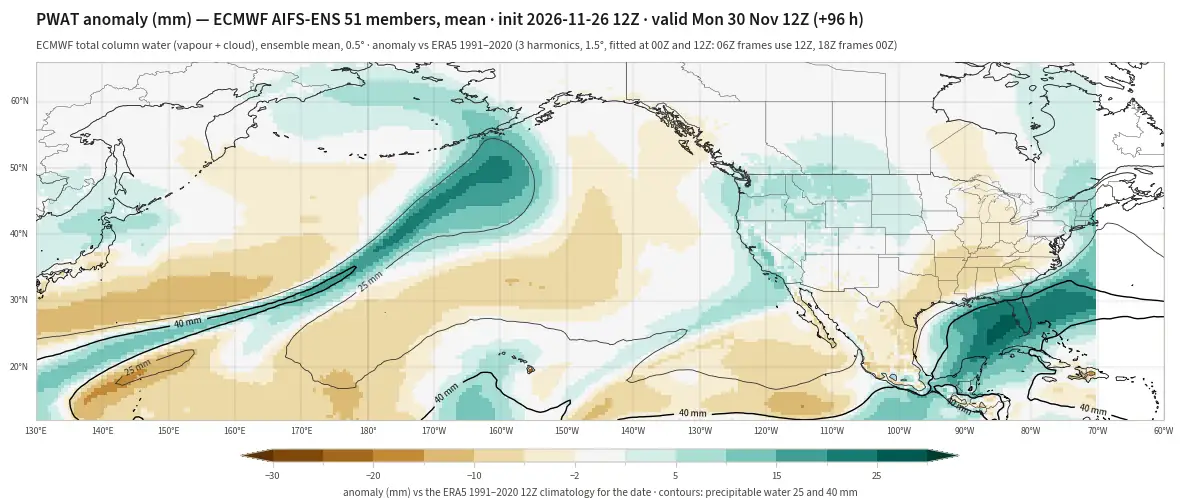 PWAT anomaly (mm) — ECMWF AIFS-ENS 51 members, mean · init 2026-11-26 12Z · valid Mon 30 Nov 12Z (+96 h)
ECMWF total column water (vapour + cloud), ensemble mean, 0.5° · anomaly vs ERA5 1991–2020 (3 harmonics, 1.5°, fitted at 00Z and 12Z: 06Z frames use 12Z, 18Z frames 00Z)
60°N
50°N
40°N
30°N
20°N
25 mm
40 mm
25 mm
40 mm
40 mm
40 mm
40 mm
130°E 140°E 150°E 160°E 170°E 180° 170°W 160°W 150°W 140°W 130°W 120°W 110°W 100°W 90°W 80°W 70°W 60°W
−30 −20 −10 −2 5 15 25
anomaly (mm) vs the ERA5 1991–2020 12Z climatology for the date · contours: precipitable water 25 and 40 mm